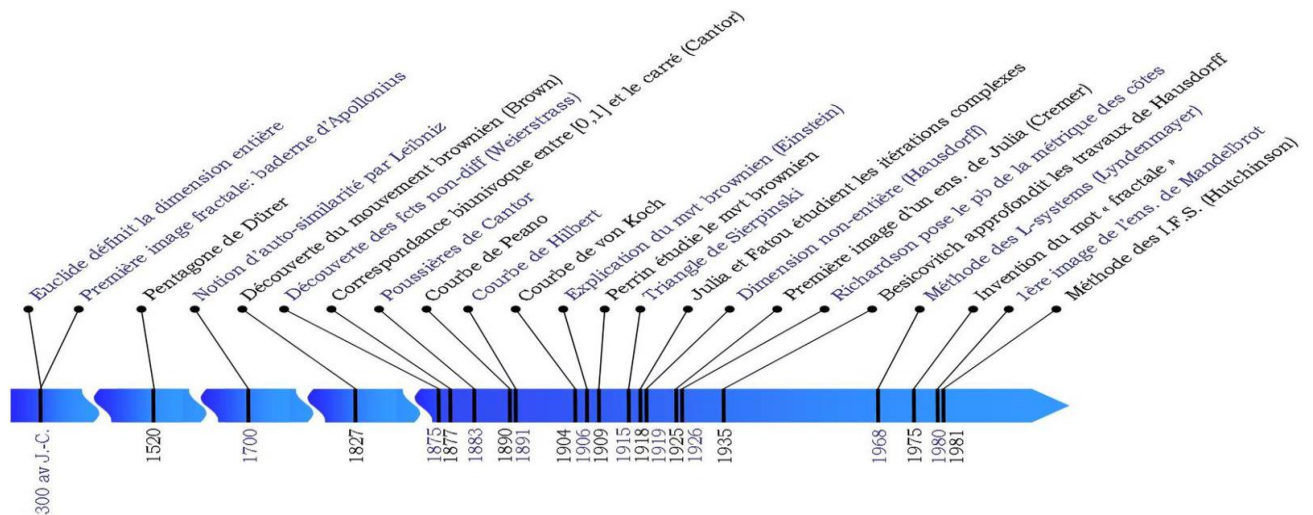 Euclide définit la dimension entière
Première image fractale: baderne d'Apollonius
Pentagone de Dürer
Notion d'auto-similarité par Leibniz
Découverte du mouvement brownien (Brown)
Découverte des fcts non-diff (Weierstrass)
Correspondance biunivoque entre [0,1] et le carré (Cantor)
Poussières de Cantor
Courbe de Peano
Courbe de Hilbert
Courbe de von Koch
Explication du mvt brownien (Einstein)
Perrin étudie le mvt brownien
Triangle de Sierpinski
Julia et Fatou étudient les itérations complexes
Dimension non-entière (Hausdorff)
Première image d'un ens. de Julia (Cremer)
Richardson pose le pb de la métrique des côtes
Besicovitch approfondit les travaux de Hausdorff
Méthode des L-systems (Lyndenmayer)
Invention du mot « fractale »
1ère image de l'ens. de Mandelbrot
Méthode des I.F.S. (Hutchinson)
300 av J.-C.
1520
1700
1827
1875
1877
1883
1890
1891
1904
1906
1909
1915
1918
1919
1925
1926
1935
1968
1975
1980
1981